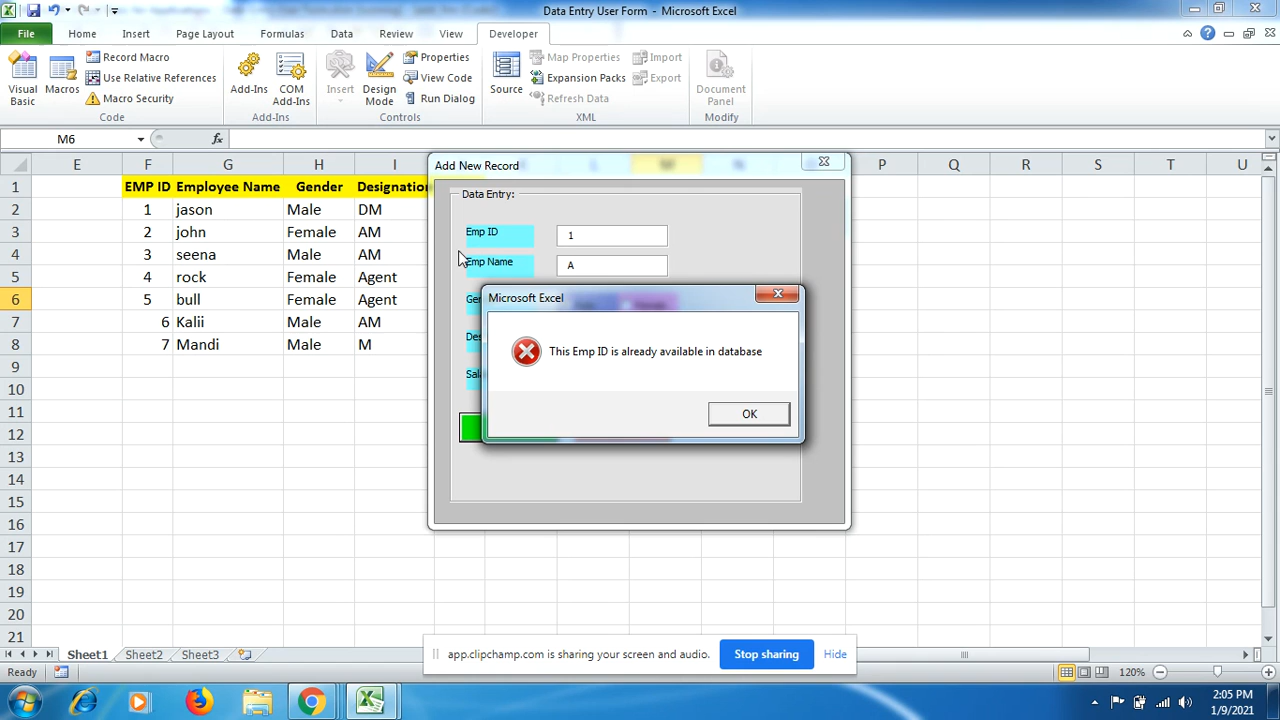 Data Entry User Form - Microsoft Excel
File Home Insert Page Layout Formulas Data Review View Developer
Visual Basic
Macros
Record Macro
Use Relative References
Macro Security
Code
Add-Ins
COM Add-Ins
Add-Ins
Insert
Design Mode
Properties
View Code
Run Dialog
Controls
Source
Map Properties
Expansion Packs
Refresh Data
Import
Export
XML
Document Panel
Modify
M6 fx
E F G H I P Q R S T U
1 EMP ID Employee Name Gender Designation
2 1 jason Male DM
3 2 john Female AM
4 3 seena Male AM
5 4 rock Female Agent
6 5 bull Female Agent
7 6 Kalii Male AM
8 7 Mandi Male M
9
10
11
12
13
14
15
16
17
18
19
20
21
Add New Record
Data Entry:
Emp ID 1
Emp Name A
Microsoft Excel
This Emp ID is already available in database
OK
app.clipchamp.com is sharing your screen and audio. Stop sharing Hide
Sheet1 Sheet2 Sheet3
Ready 120%
2:05 PM
1/9/2021